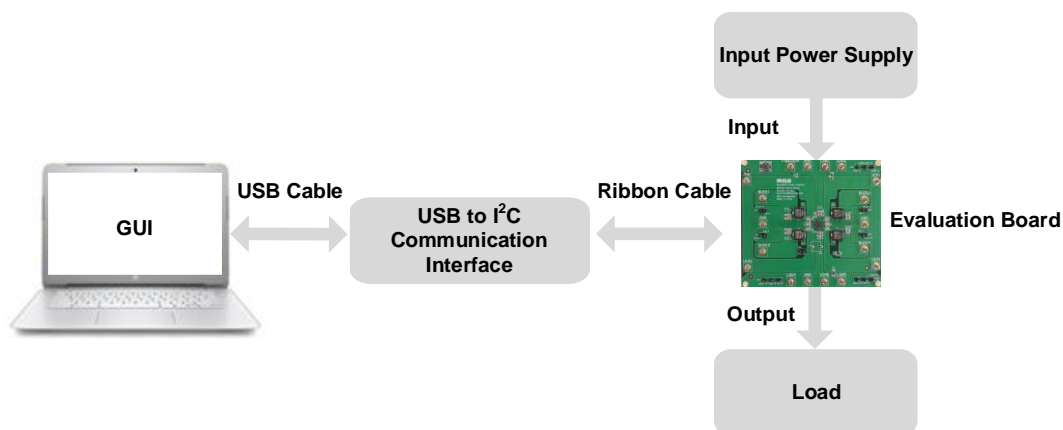 Input Power Supply
Input
USB Cable
Ribbon Cable
GUI
USB to I²C
Communication
Interface
Evaluation Board
Output
Load